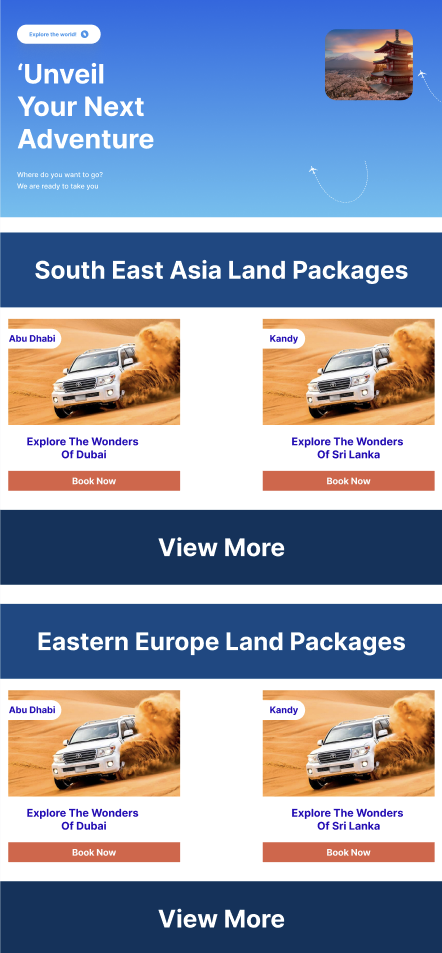 Explore the world!
‘Unveil
Your Next
Adventure
Where do you want to go?
We are ready to take you
South East Asia Land Packages
Abu Dhabi
Kandy
Explore The Wonders
Of Dubai
Explore The Wonders
Of Sri Lanka
Book Now
Book Now
View More
Eastern Europe Land Packages
Abu Dhabi
Kandy
Explore The Wonders
Of Dubai
Explore The Wonders
Of Sri Lanka
Book Now
Book Now
View More